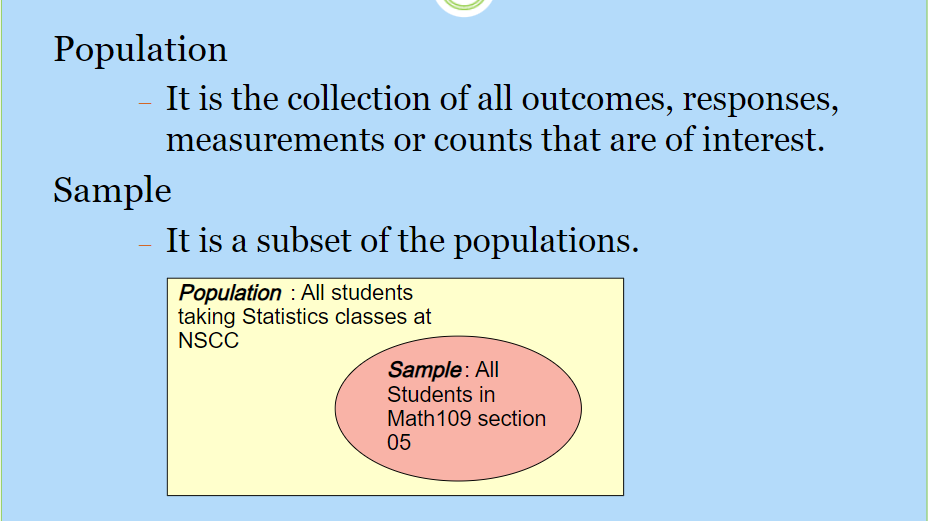 Population
– It is the collection of all outcomes, responses,
measurements or counts that are of interest.
Sample
– It is a subset of the populations.
Population : All students
taking Statistics classes at
NSCC
Sample: All
Students in
Math109 section
05